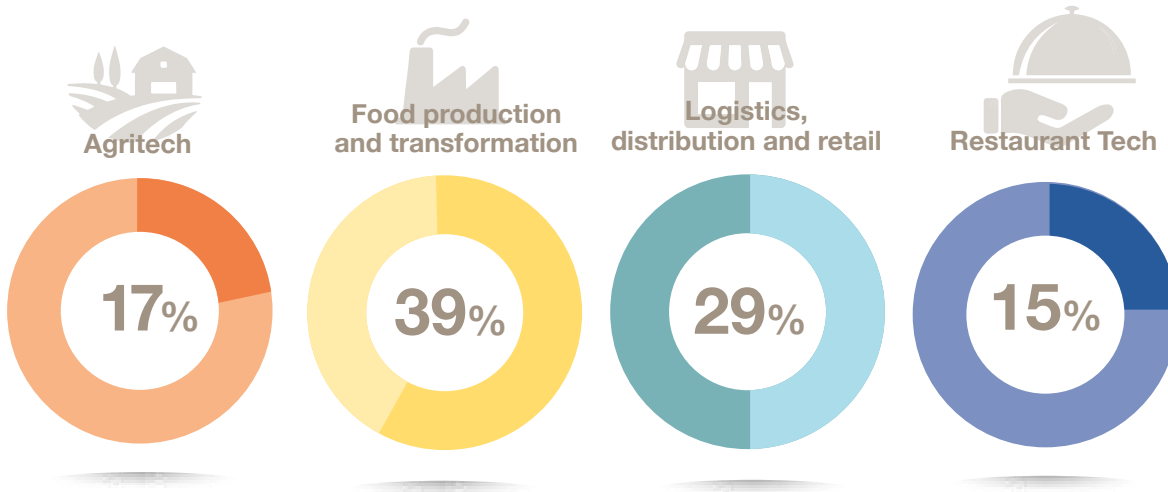 Agritech
Food production
and transformation
Logistics,
distribution and retail
Restaurant Tech
17%
39%
29%
15%